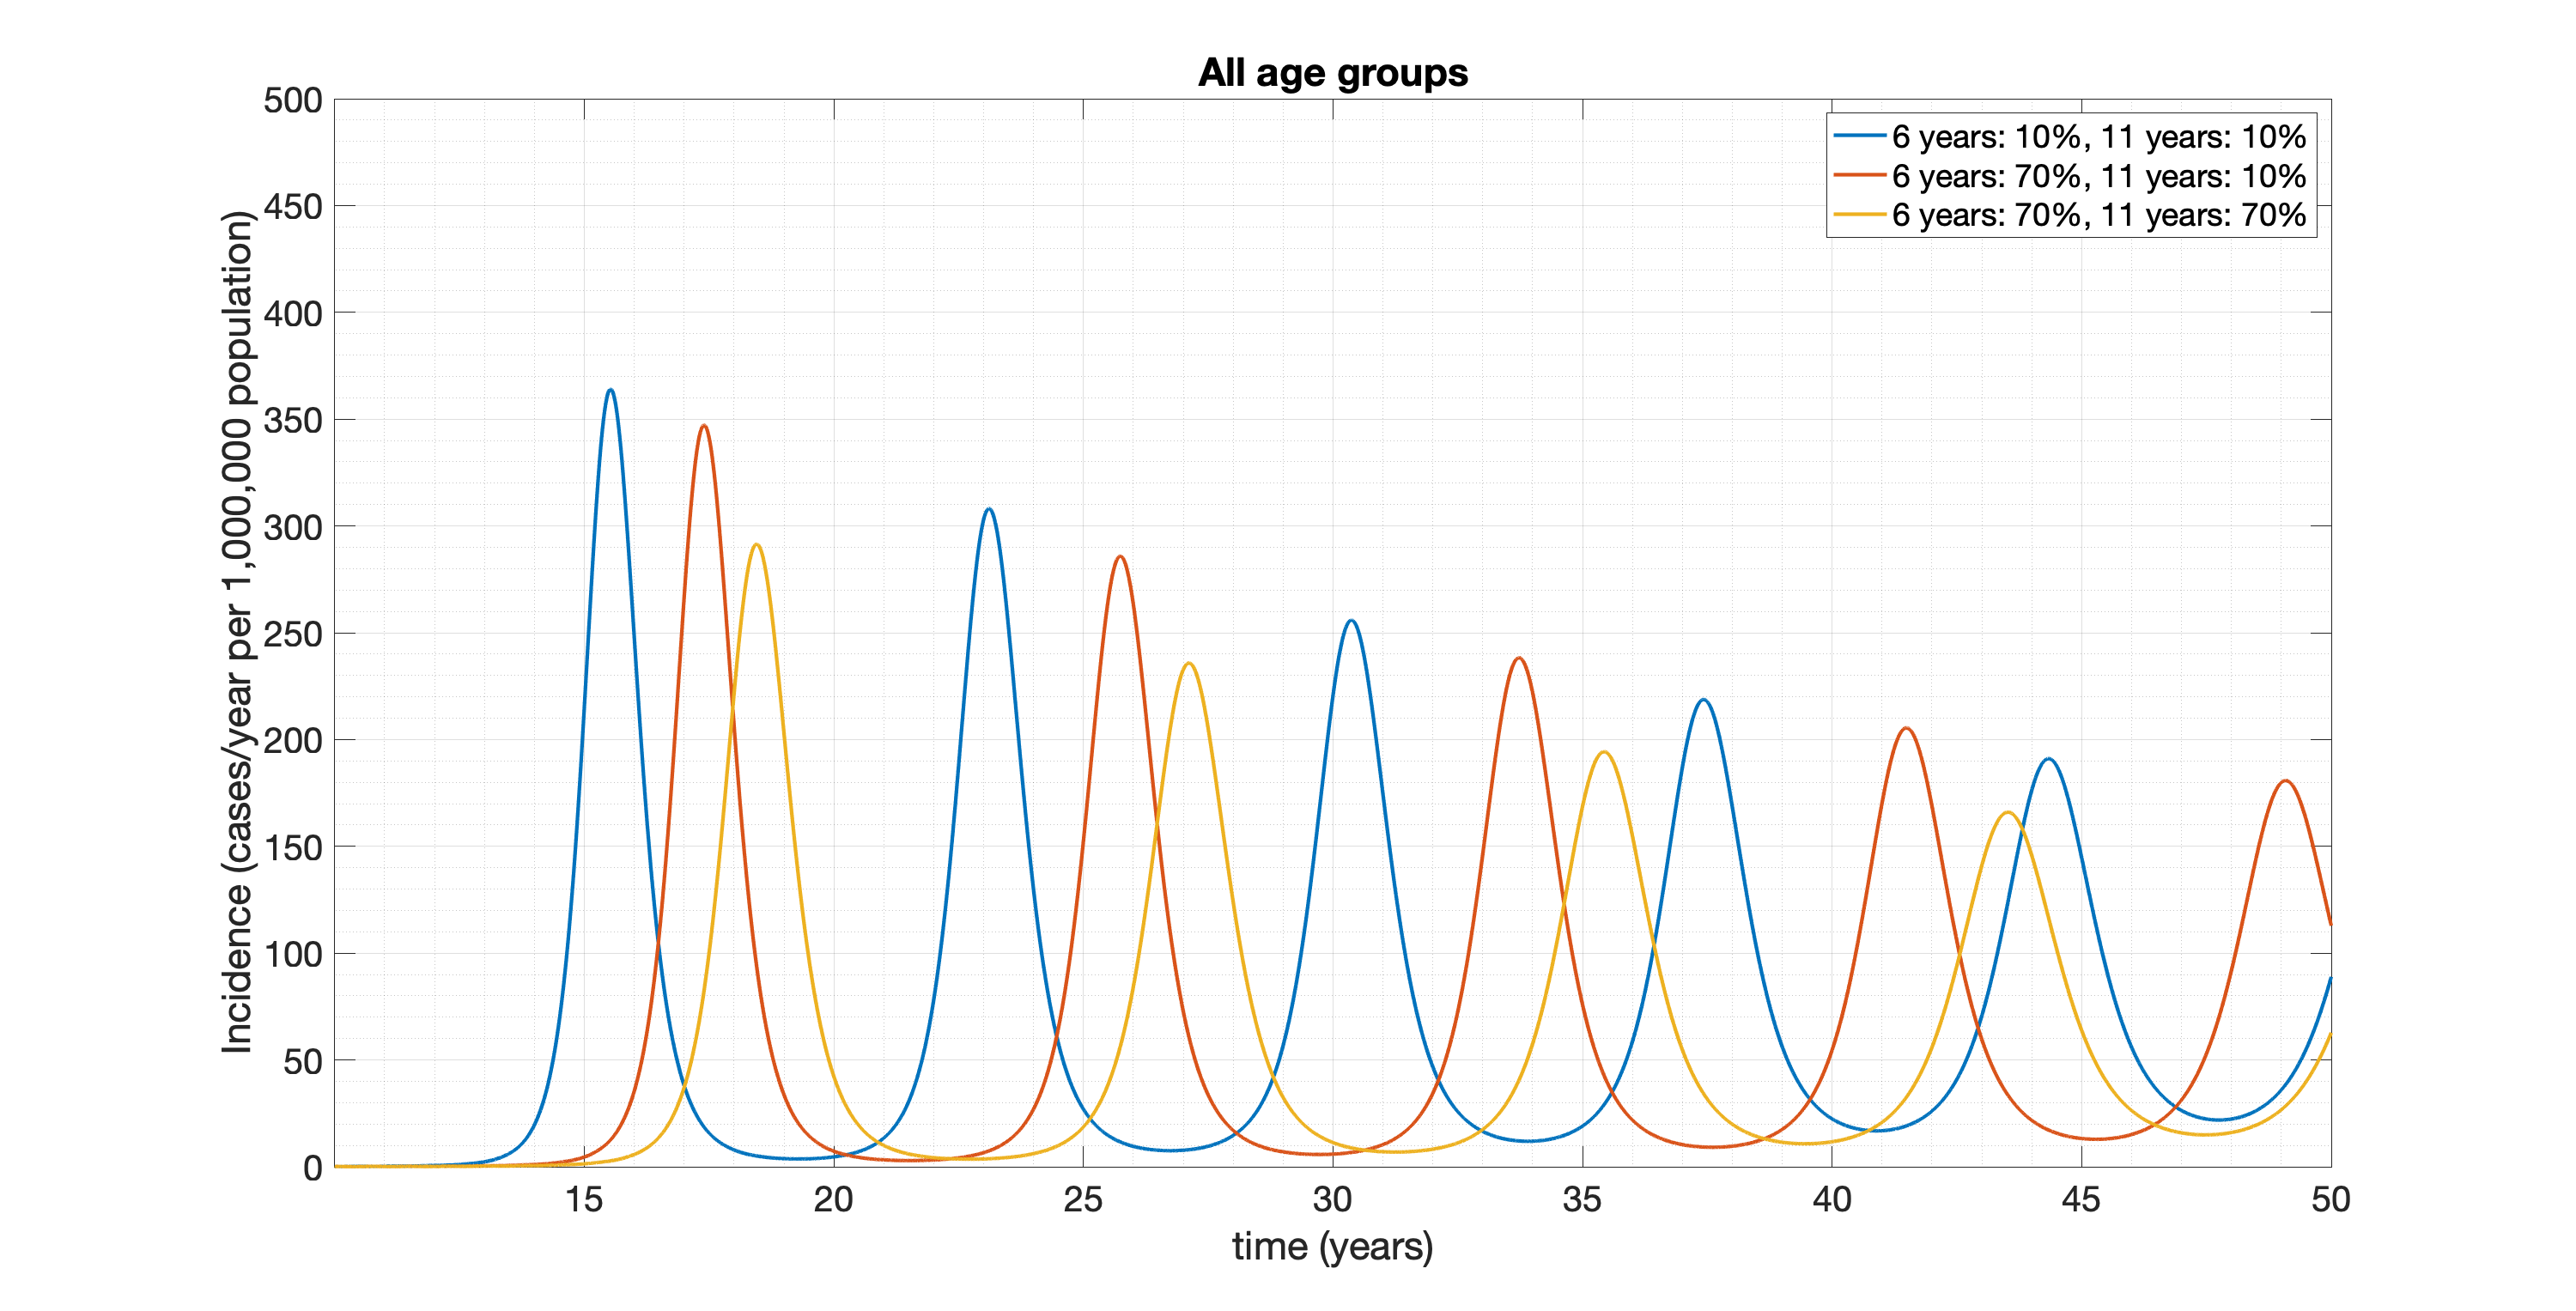 All age groups
500
450
400
350
300
250
200
150
100
50
0
Incidence (cases/year per 1,000,000 population)
6 years: 10%, 11 years: 10%
6 years: 70%, 11 years: 10%
6 years: 70%, 11 years: 70%
15 20 25 30 35 40 45 50
time (years)